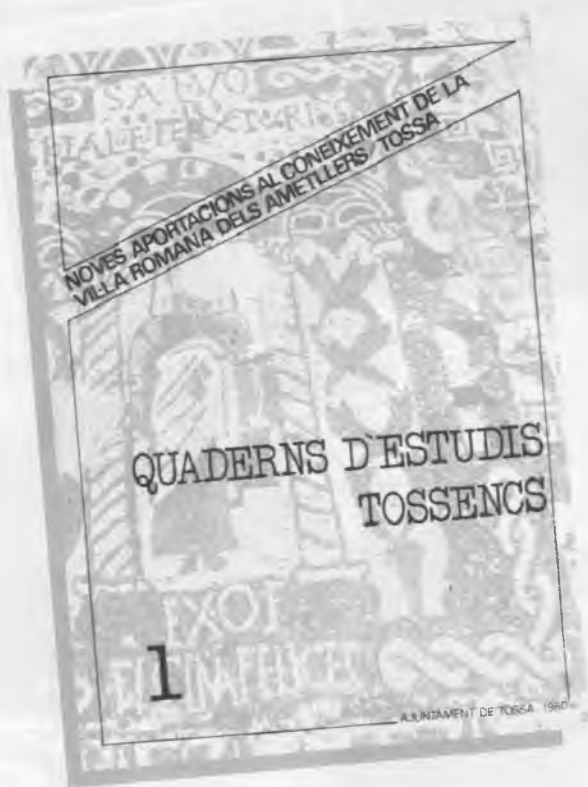 SALVO
NOVES APORTACIONS AL CONEIXEMENT DE LA
VIL·LA ROMANA DELS AMETLLERS / TOSSA
QUADERNS D'ESTUDIS
TOSSENCS
1
AJUNTAMENT DE TOSSA, 1980